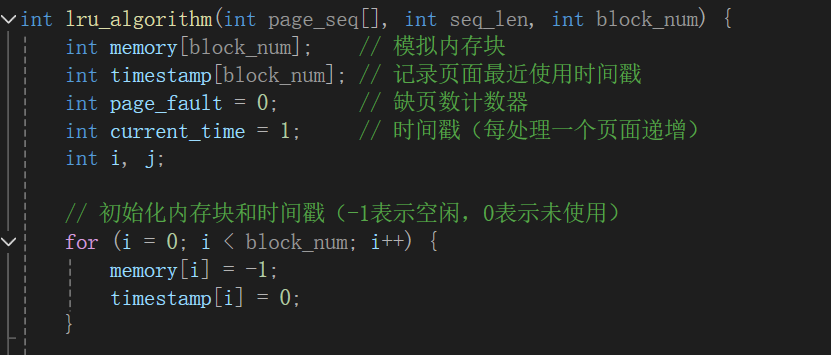 int lru_algorithm(int page_seq[], int seq_len, int block_num) {
    int memory[block_num];    // 模拟内存块
    int timestamp[block_num]; // 记录页面最近使用时间戳
    int page_fault = 0;       // 缺页数计数器
    int current_time = 1;     // 时间戳（每处理一个页面递增）
    int i, j;

    // 初始化内存块和时间戳（-1表示空闲，0表示未使用）
    for (i = 0; i < block_num; i++) {
        memory[i] = -1;
        timestamp[i] = 0;
    }